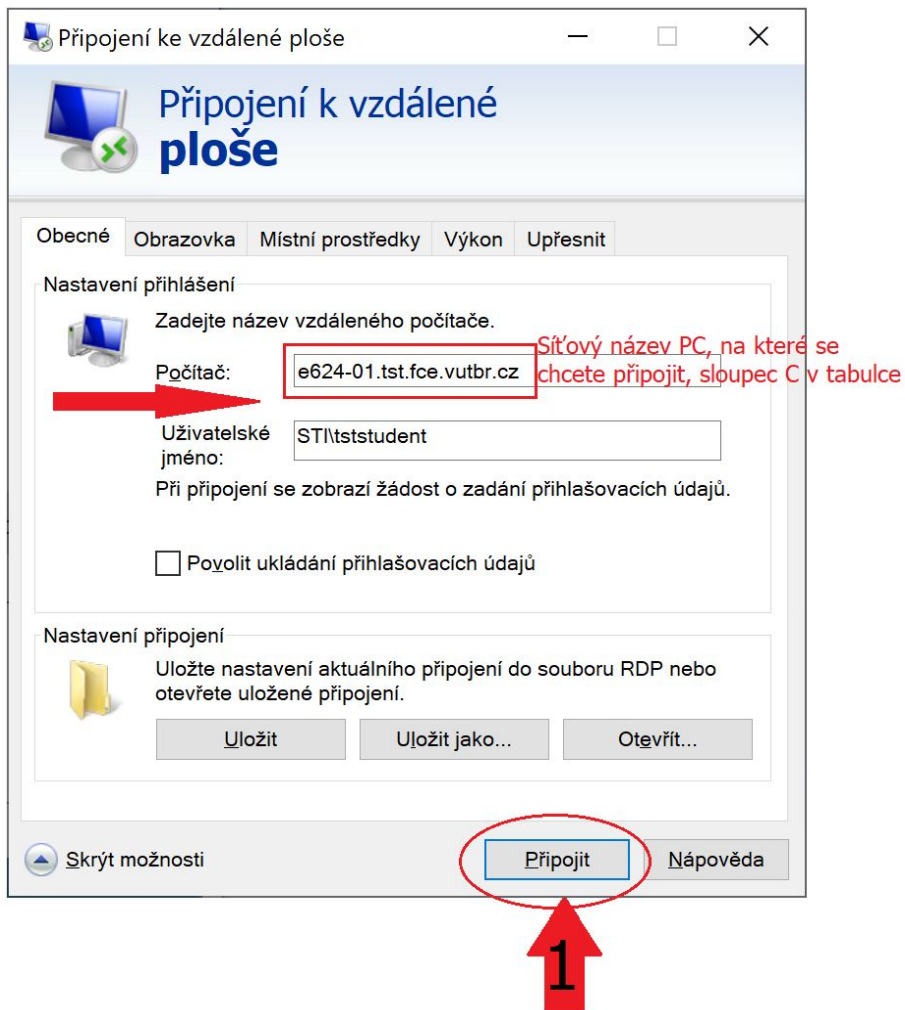 Připojení ke vzdálené ploše
Připojení k vzdálené
ploše
Obecné Obrazovka Místní prostředky Výkon Upřesnit
Nastavení přihlášení
Zadejte název vzdáleného počítače.
Počítač: e624-01.tst.fce.vutbr.cz
Síťový název PC, na které se
chcete připojit, sloupec C v tabulce
Uživatelské
jméno:
STI\tststudent
Při připojení se zobrazí žádost o zadání přihlašovacích údajů.
Povolit ukládání přihlašovacích údajů
Nastavení připojení
Uložte nastavení aktuálního připojení do souboru RDP nebo
otevřete uložené připojení.
Uložit Uložit jako... Otevřít...
Skrýt možnosti Připojit Nápověda
1